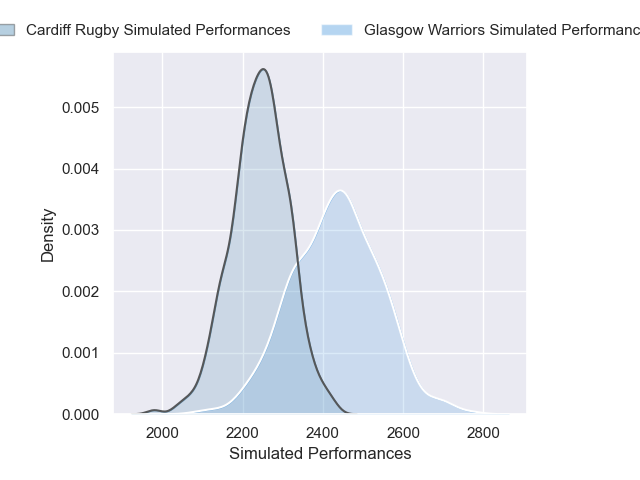 Cardiff Rugby Simulated Performances
Glasgow Warriors Simulated Performanc
0.005
0.004
0.003
0.002
0.001
0.000
Density
2000 2200 2400 2600 2800
Simulated Performances